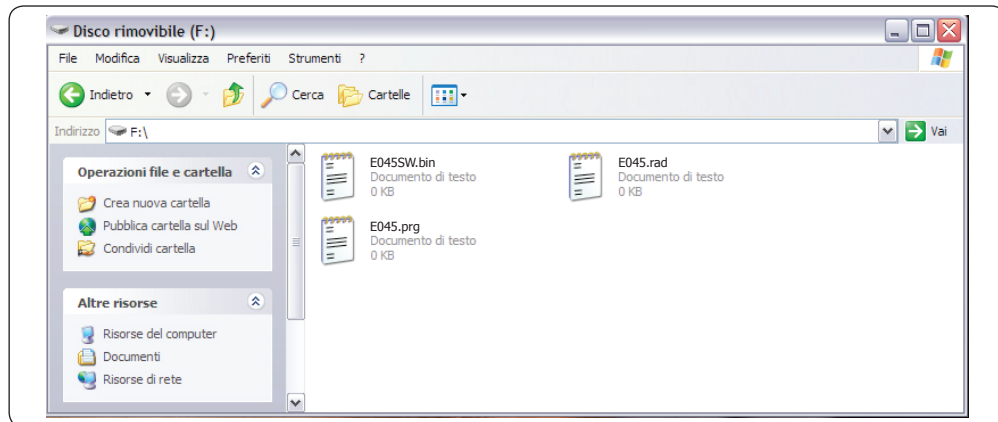 Disco rimovibile (F:)
File Modifica Visualizza Preferiti Strumenti ?
Indietro Cerca Cartelle
Indirizzo F:\ Vai
Operazioni file e cartella
Crea nuova cartella
Pubblica cartella sul Web
Condividi cartella
Altre risorse
Risorse del computer
Documenti
Risorse di rete
E045SW.bin
Documento di testo
0 KB
E045.rad
Documento di testo
0 KB
E045.prg
Documento di testo
0 KB